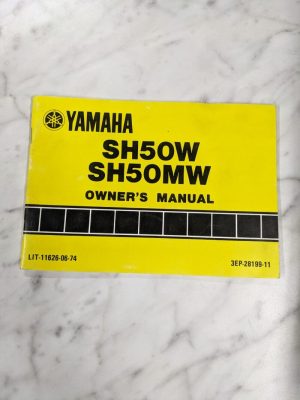 YAMAHA
SH50W
SH50MW
OWNER'S MANUAL
LIT-11626-06-74
3EP-28199-11